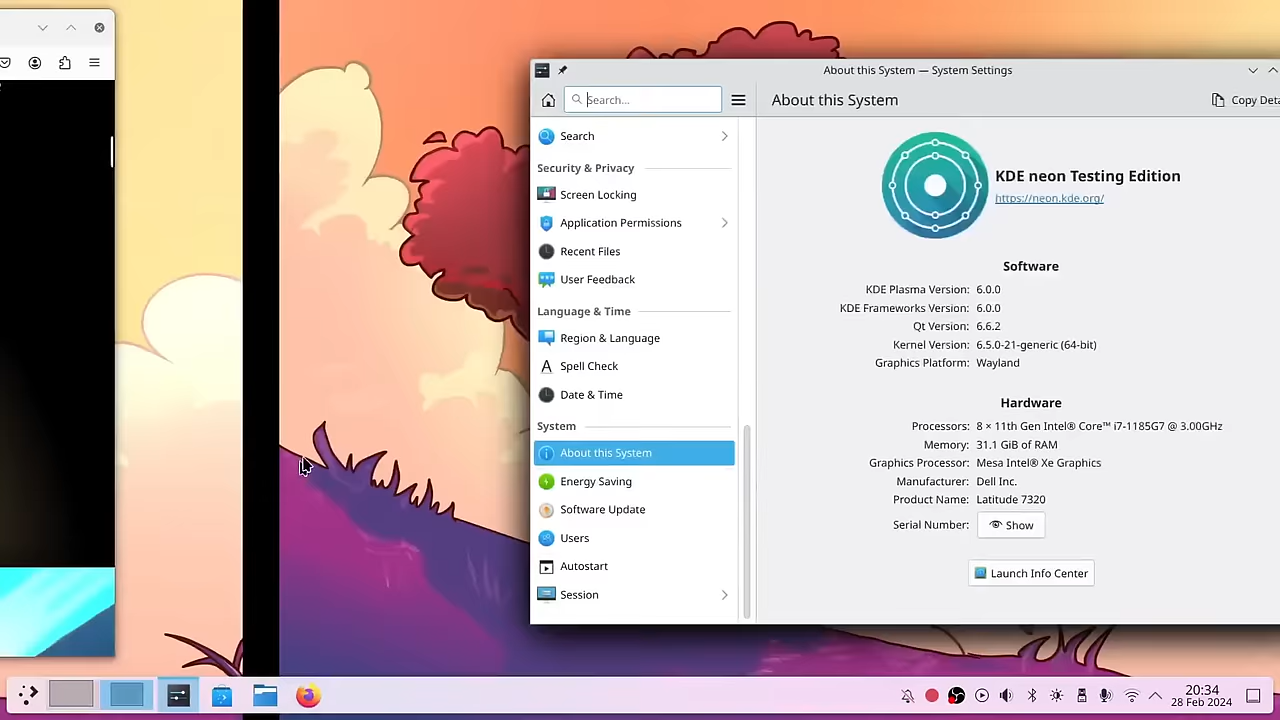 About this System — System Settings
Search...
About this System
Copy Deta
Search
Security & Privacy
Screen Locking
Application Permissions
Recent Files
User Feedback
Language & Time
Region & Language
Spell Check
Date & Time
System
About this System
Energy Saving
Software Update
Users
Autostart
Session
KDE neon Testing Edition
https://neon.kde.org/
Software
KDE Plasma Version: 6.0.0
KDE Frameworks Version: 6.0.0
Qt Version: 6.6.2
Kernel Version: 6.5.0-21-generic (64-bit)
Graphics Platform: Wayland
Hardware
Processors: 8 × 11th Gen Intel® Core™ i7-1185G7 @ 3.00GHz
Memory: 31.1 GiB of RAM
Graphics Processor: Mesa Intel® Xe Graphics
Manufacturer: Dell Inc.
Product Name: Latitude 7320
Serial Number: Show
Launch Info Center
20:34
28 Feb 2024